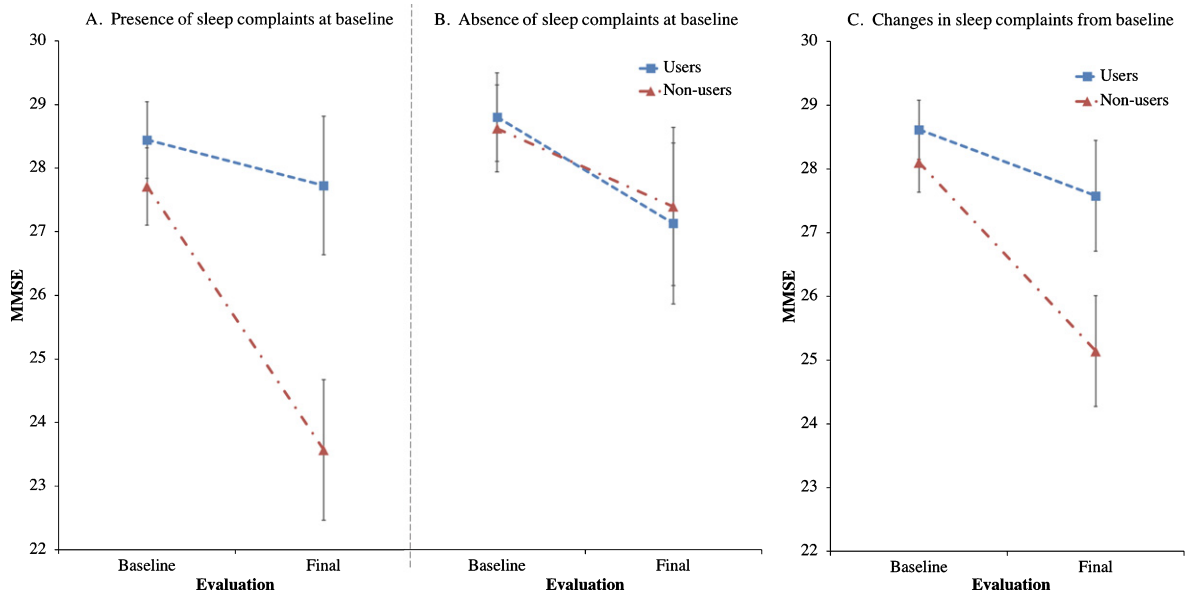 A. Presence of sleep complaints at baseline
B. Absence of sleep complaints at baseline
C. Changes in sleep complaints from baseline
30
29
28
27
26
25
24
23
22
MMSE
Baseline
Final
Evaluation
Users
Non-users
Baseline
Final
Evaluation
30
29
28
27
26
25
24
23
22
MMSE
Users
Non-users
Baseline
Final
Evaluation